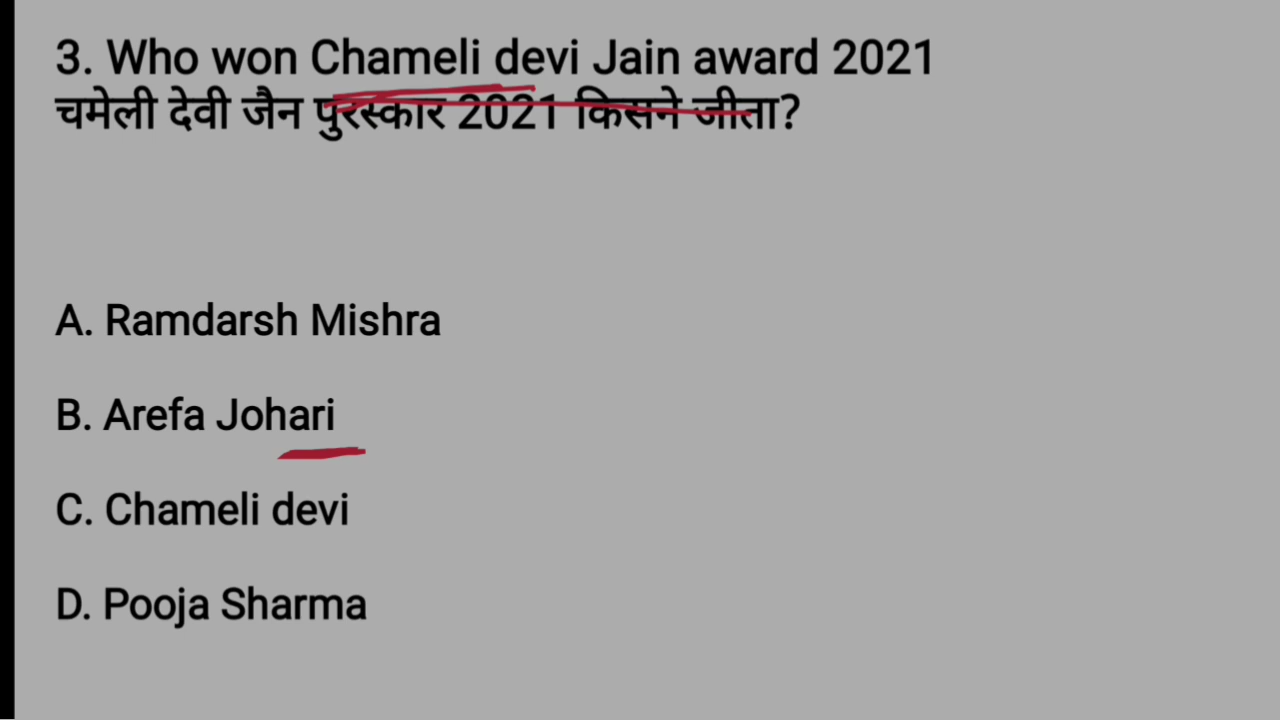 3. Who won Chameli devi Jain award 2021
चमेली देवी जैन पुरस्कार 2021 किसने जीता?
A. Ramdarsh Mishra
B. Arefa Johari
C. Chameli devi
D. Pooja Sharma